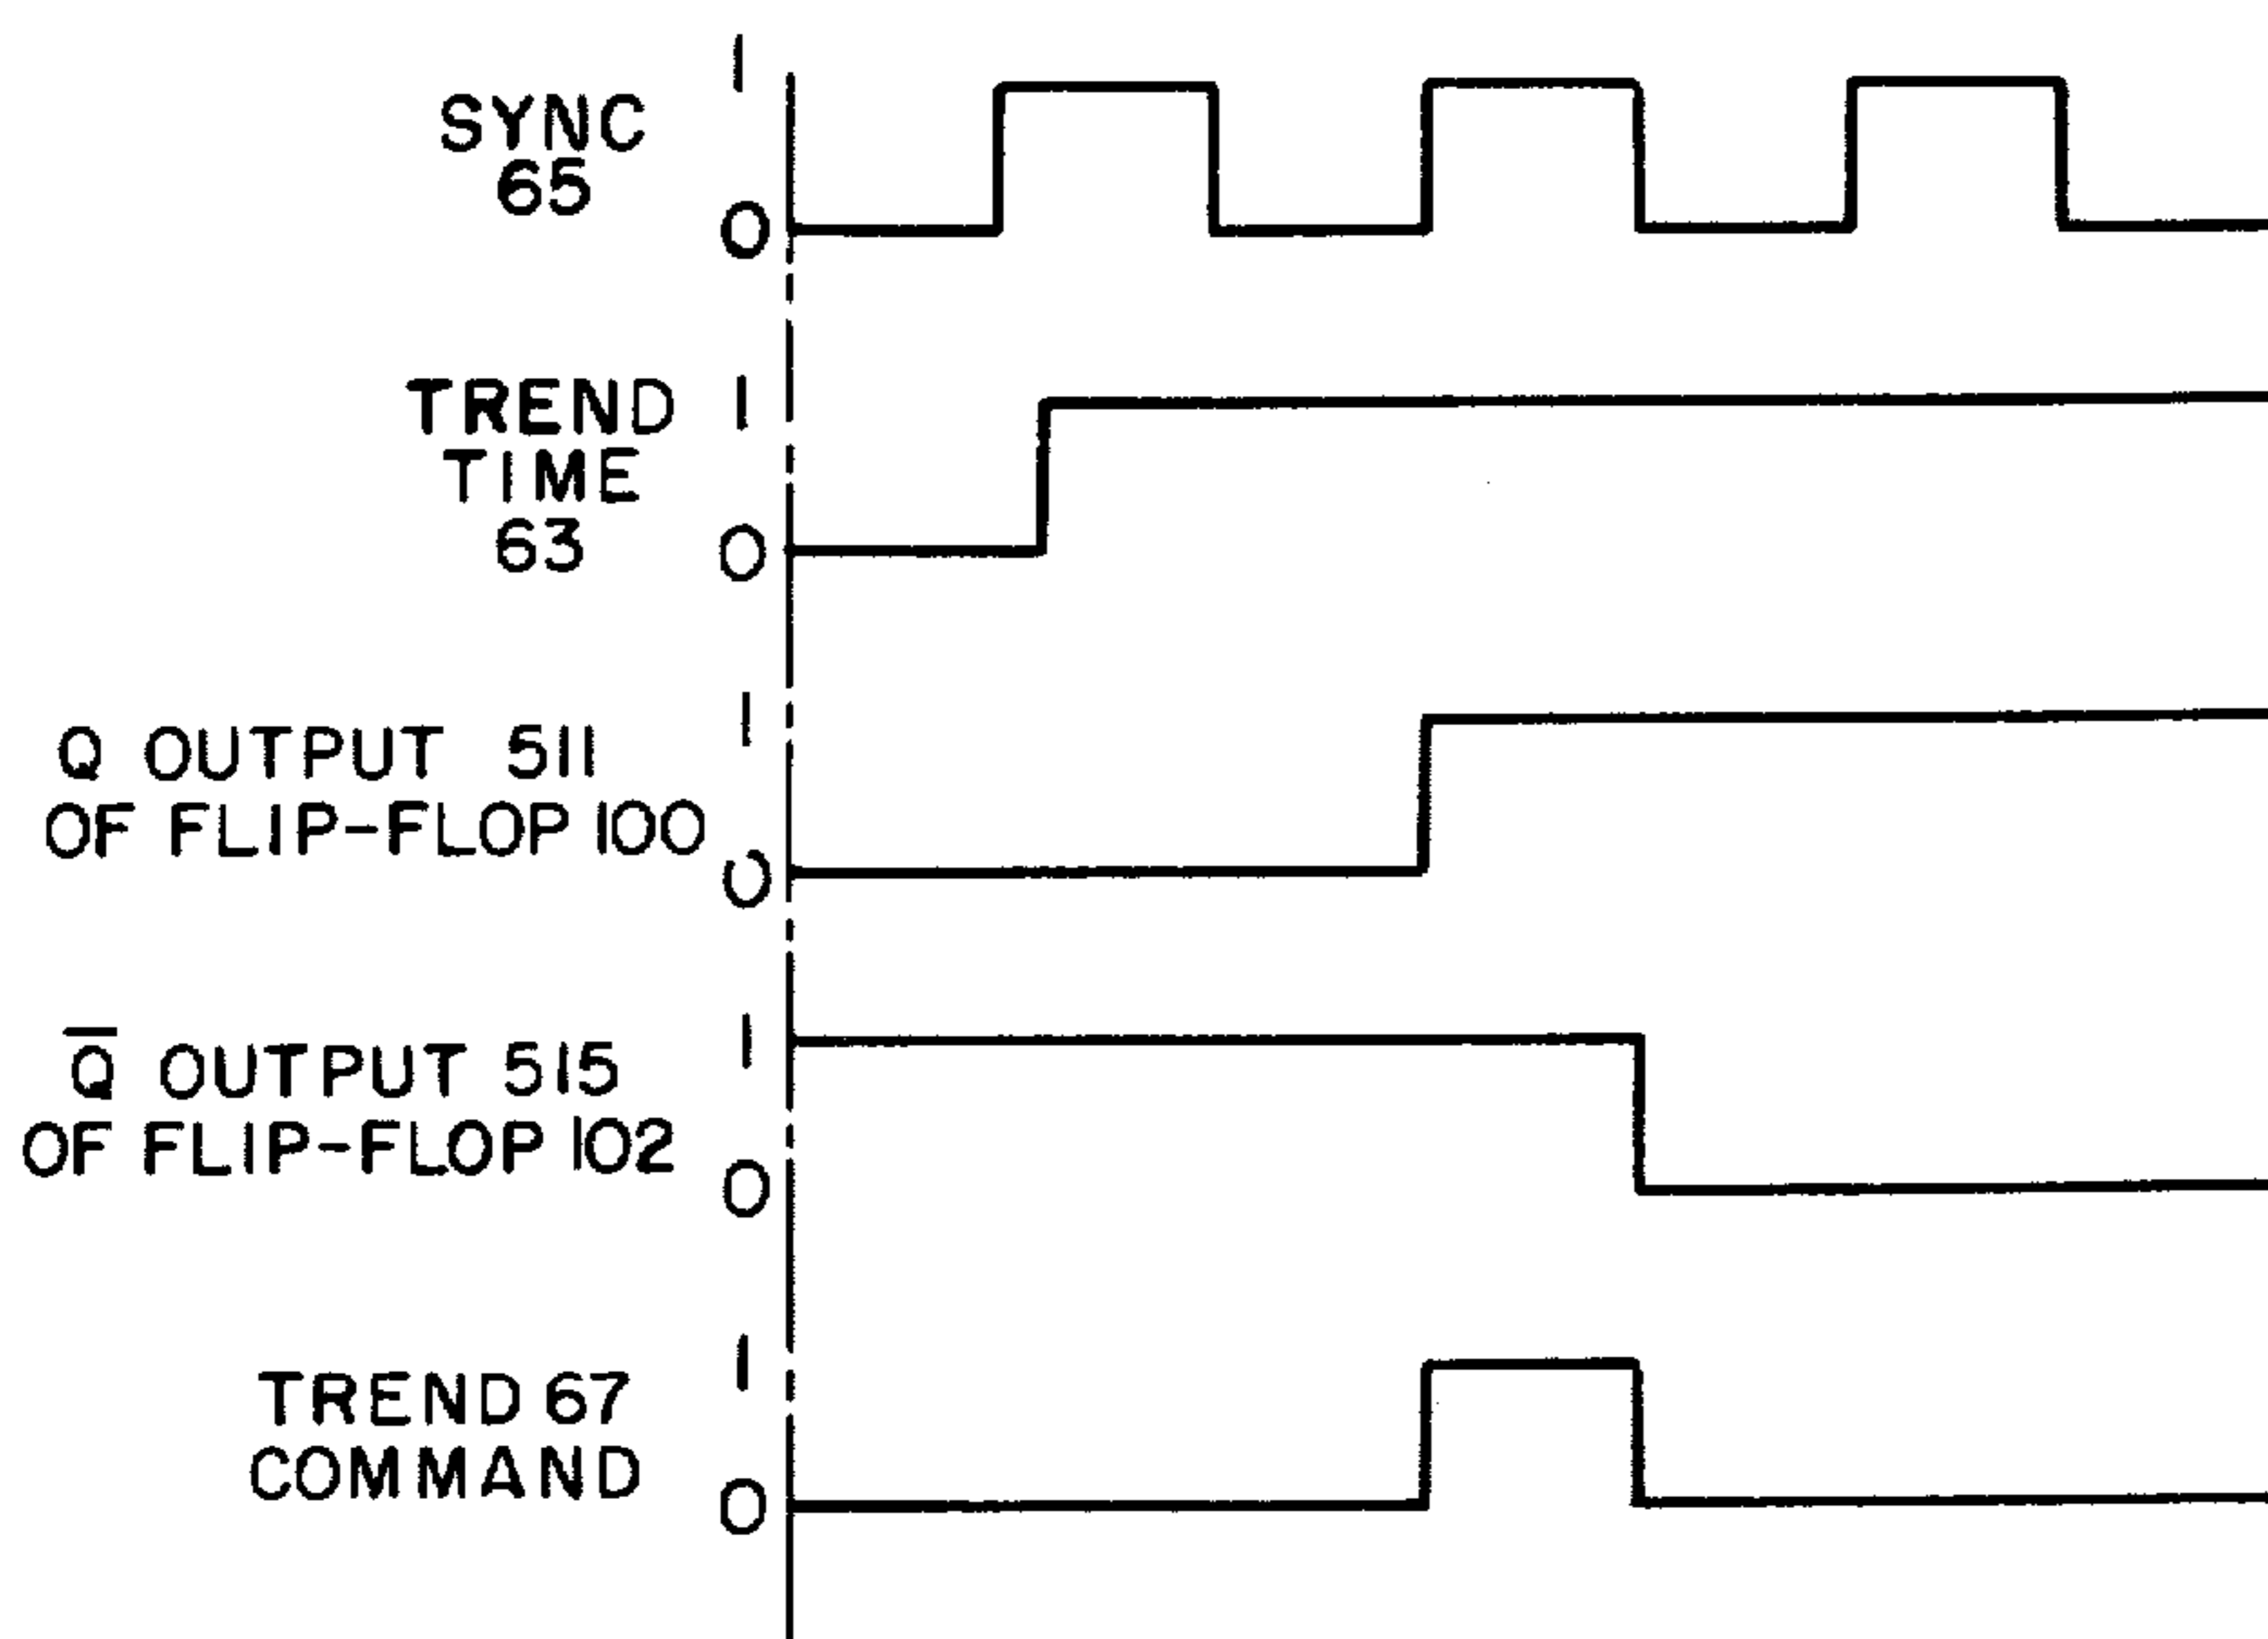 1
SYNC
65
0
TREND 1
TIME
63 0
1
Q OUTPUT 511
OF FLIP-FLOP 100
0
1
Q̅ OUTPUT 515
OF FLIP-FLOP 102
0
1
TREND 67
COMMAND
0